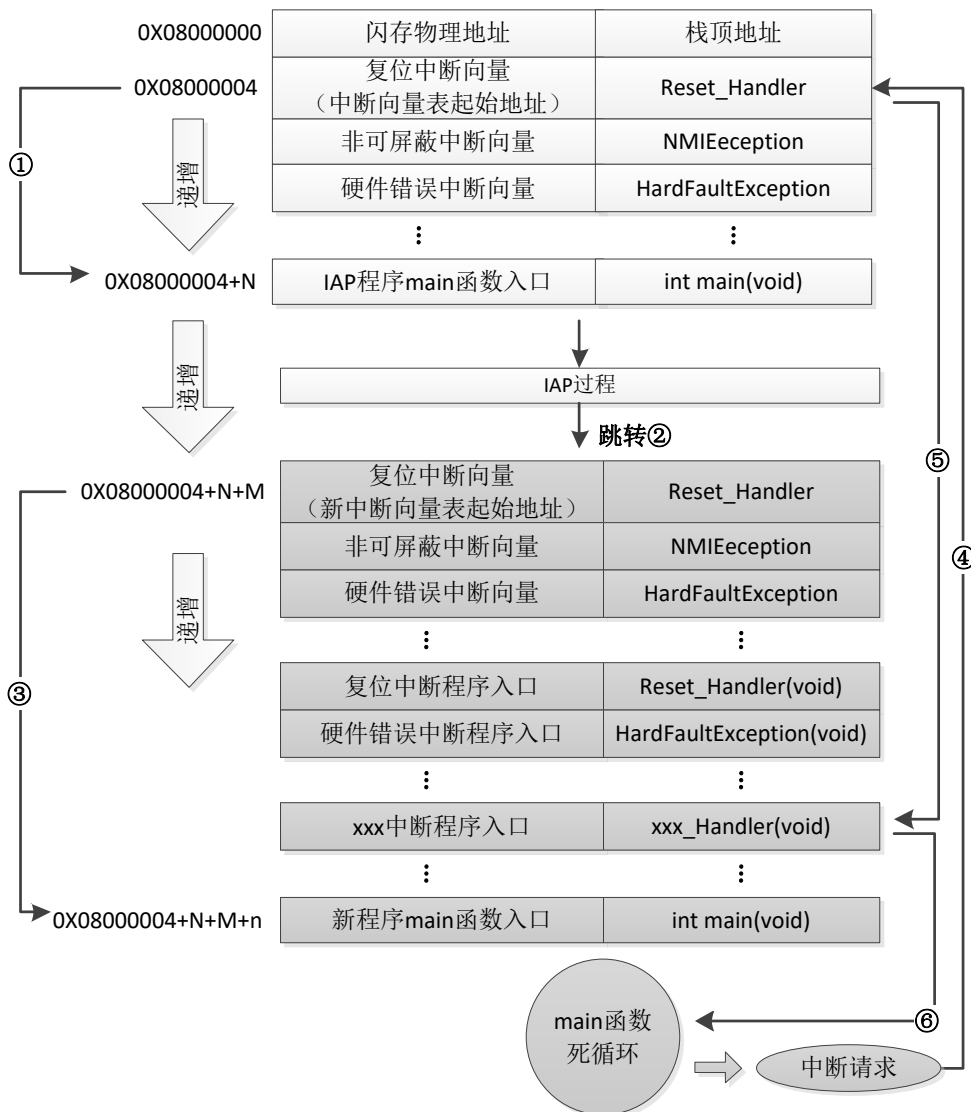 0X08000000
闪存物理地址
栈顶地址
0X08000004
复位中断向量
(中断向量表起始地址)
Reset_Handler
非可屏蔽中断向量
NMIEeception
硬件错误中断向量
HardFaultException
①
递增
0X08000004+N
IAP程序main函数入口
int main(void)
递增
IAP过程
跳转②
⑤
0X08000004+N+M
复位中断向量
(新中断向量表起始地址)
Reset_Handler
非可屏蔽中断向量
NMIEeception
④
硬件错误中断向量
HardFaultException
递增
③
复位中断程序入口
Reset_Handler(void)
硬件错误中断程序入口
HardFaultException(void)
xxx中断程序入口
xxx_Handler(void)
0X08000004+N+M+n
新程序main函数入口
int main(void)
⑥
main函数
死循环
中断请求